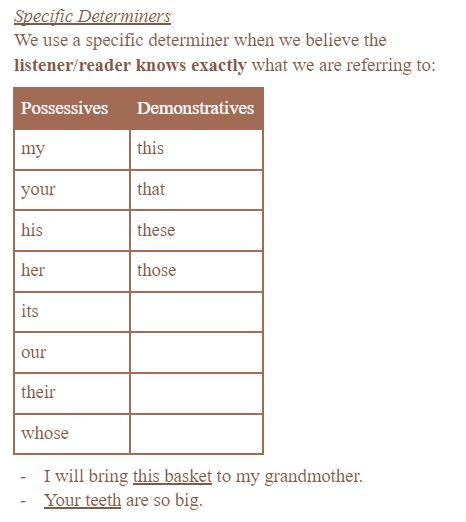 Specific Determiners
We use a specific determiner when we believe the
listener/reader knows exactly what we are referring to:
Possessives Demonstratives
my this
your that
his these
her those
its
our
their
whose
- I will bring this basket to my grandmother.
- Your teeth are so big.